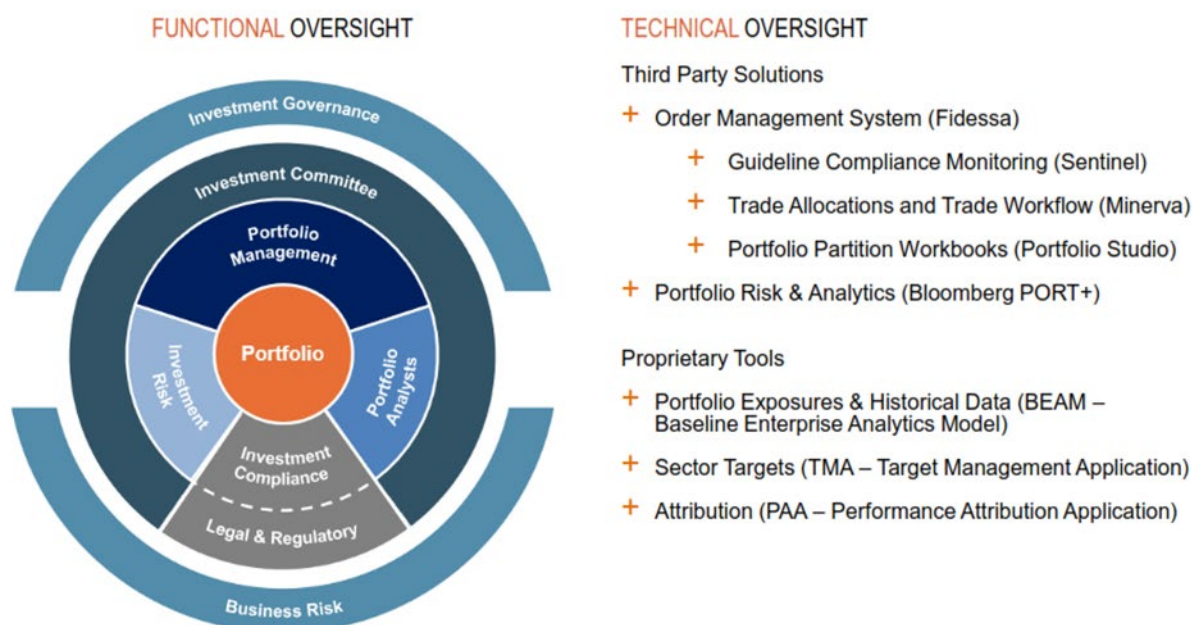 FUNCTIONAL OVERSIGHT
Investment Governance
Investment Committee
Portfolio
Management
Portfolio
Investment
Risk
Portfolio
Analysts
Investment
Compliance
Legal & Regulatory
Business Risk
TECHNICAL OVERSIGHT
Third Party Solutions
+ Order Management System (Fidessa)
+ Guideline Compliance Monitoring (Sentinel)
+ Trade Allocations and Trade Workflow (Minerva)
+ Portfolio Partition Workbooks (Portfolio Studio)
+ Portfolio Risk & Analytics (Bloomberg PORT+)
Proprietary Tools
+ Portfolio Exposures & Historical Data (BEAM –
Baseline Enterprise Analytics Model)
+ Sector Targets (TMA – Target Management Application)
+ Attribution (PAA – Performance Attribution Application)